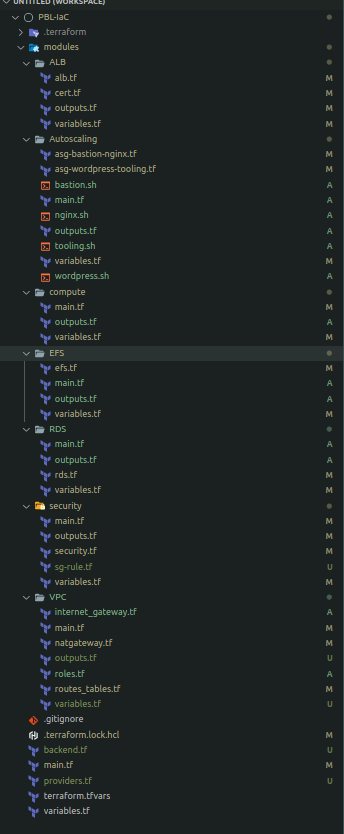 UNTITLED (WORKSPACE)
PBL-IaC
.terraform
modules
ALB
alb.tf M
cert.tf M
outputs.tf M
variables.tf M
Autoscaling
asg-bastion-nginx.tf M
asg-wordpress-tooling.tf M
bastion.sh A
main.tf A
nginx.sh A
outputs.tf A
tooling.sh A
variables.tf M
wordpress.sh A
compute
main.tf M
outputs.tf A
variables.tf M
EFS
efs.tf M
main.tf A
outputs.tf A
variables.tf M
RDS
main.tf A
outputs.tf A
rds.tf M
variables.tf M
security
main.tf M
outputs.tf M
security.tf M
sg-rule.tf U
variables.tf M
VPC
internet_gateway.tf A
main.tf M
natgateway.tf M
outputs.tf U
roles.tf A
routes_tables.tf M
variables.tf U
.gitignore
.terraform.lock.hcl M
backend.tf U
main.tf M
providers.tf U
terraform.tfvars
variables.tf